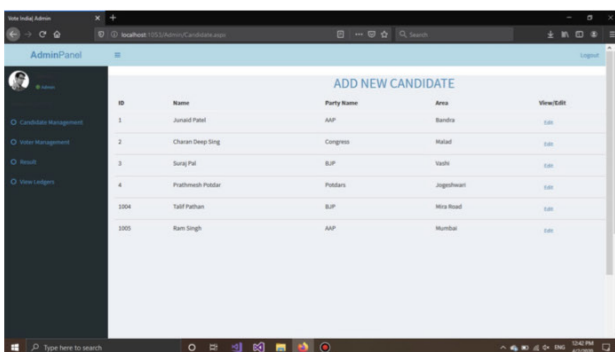 Vote India| Admin
localhost:1053/Admin/Candidate.aspx
Search
AdminPanel
Logout
Admin
ADD NEW CANDIDATE
ID Name Party Name Area View/Edit
1 Junaid Patel AAP Bandra Edit
2 Charan Deep Sing Congress Malad Edit
3 Suraj Pal BJP Vashi Edit
4 Prathmesh Potdar Potdars Jogeshwari Edit
1004 Talif Pathan BJP Mira Road Edit
1005 Ram Singh AAP Mumbai Edit
Candidate Management
Voter Management
Result
View Ledgers
Type here to search
ENG
12:42 PM